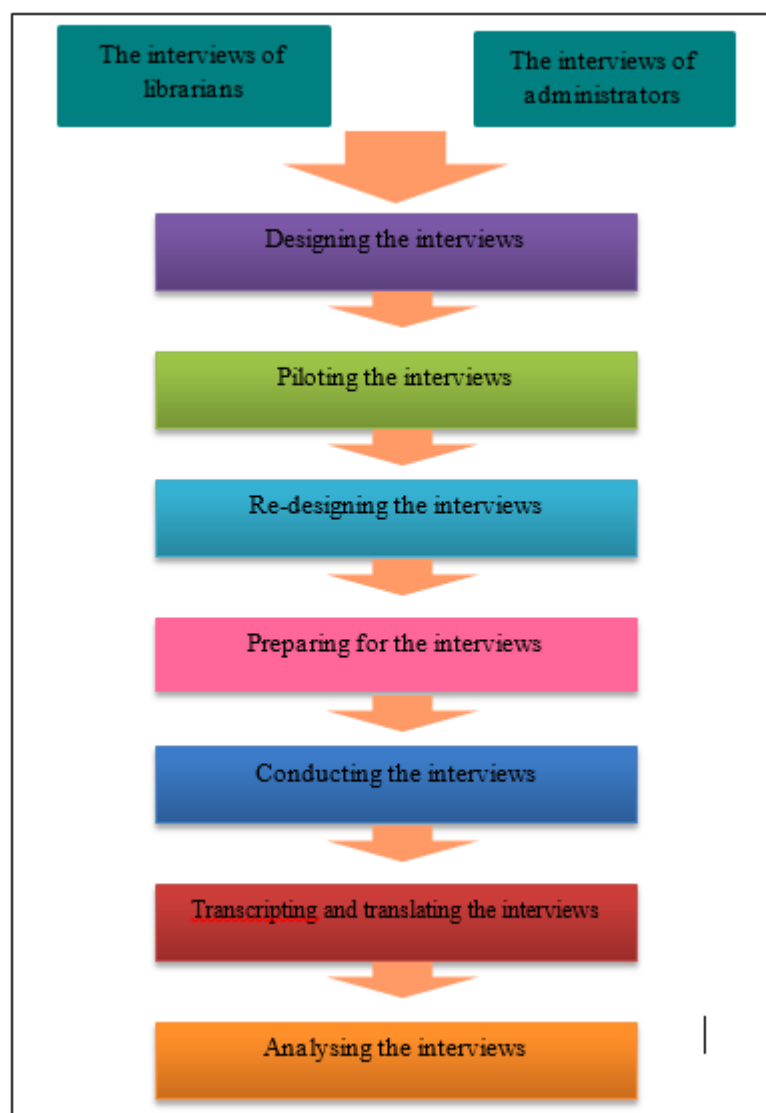 The interviews of
librarians
The interviews of
administrators
Designing the interviews
Piloting the interviews
Re-designing the interviews
Preparing for the interviews
Conducting the interviews
Transcripting and translating the interviews
Analysing the interviews